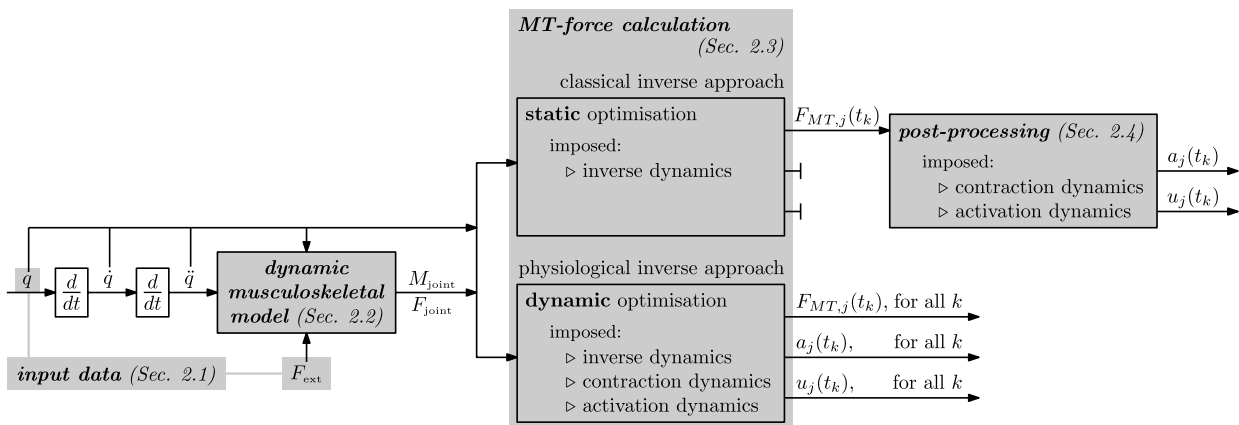 MT-force calculation
(Sec. 2.3)
classical inverse approach
static optimisation
imposed:
▷ inverse dynamics
F_{MT,j}(t_k)
post-processing (Sec. 2.4)
imposed:
▷ contraction dynamics
▷ activation dynamics
a_j(t_k)
u_j(t_k)
q
d/dt
q̇
d/dt
q̈
dynamic
musculoskeletal
model (Sec. 2.2)
M_joint
F_joint
input data (Sec. 2.1)
F_ext
physiological inverse approach
dynamic optimisation
imposed:
▷ inverse dynamics
▷ contraction dynamics
▷ activation dynamics
F_{MT,j}(t_k), for all k
a_j(t_k), for all k
u_j(t_k), for all k